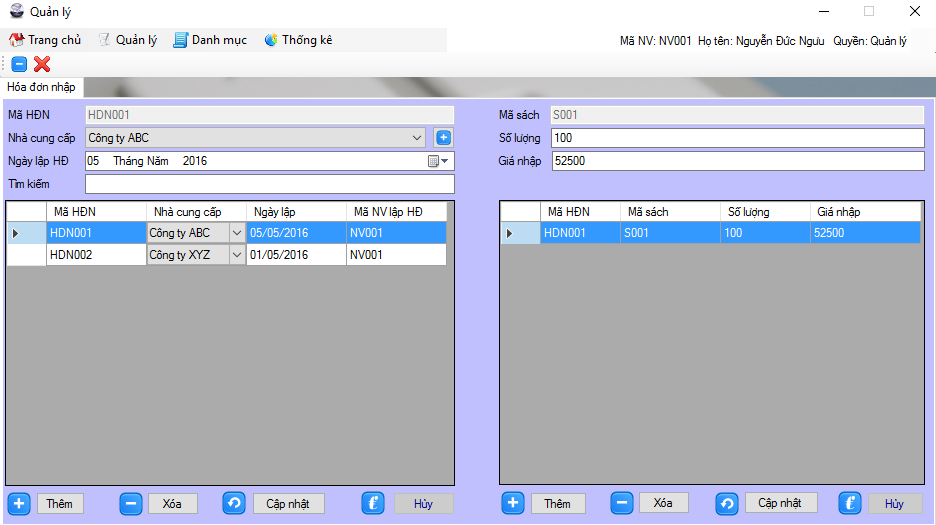 Quản lý
Trang chủ Quản lý Danh mục Thống kê Mã NV: NV001 Họ tên: Nguyễn Đức Ngưu Quyền: Quản lý
Hóa đơn nhập
Mã HĐN HDN001
Nhà cung cấp Công ty ABC
Ngày lập HĐ 05 Tháng Năm 2016
Tìm kiếm
Mã sách S001
Số lượng 100
Giá nhập 52500
Mã HĐN Nhà cung cấp Ngày lập Mã NV lập HĐ
HDN001 Công ty ABC 05/05/2016 NV001
HDN002 Công ty XYZ 01/05/2016 NV001
Mã HĐN Mã sách Số lượng Giá nhập
HDN001 S001 100 52500
Thêm Xóa Cập nhật Hủy
Thêm Xóa Cập nhật Hủy